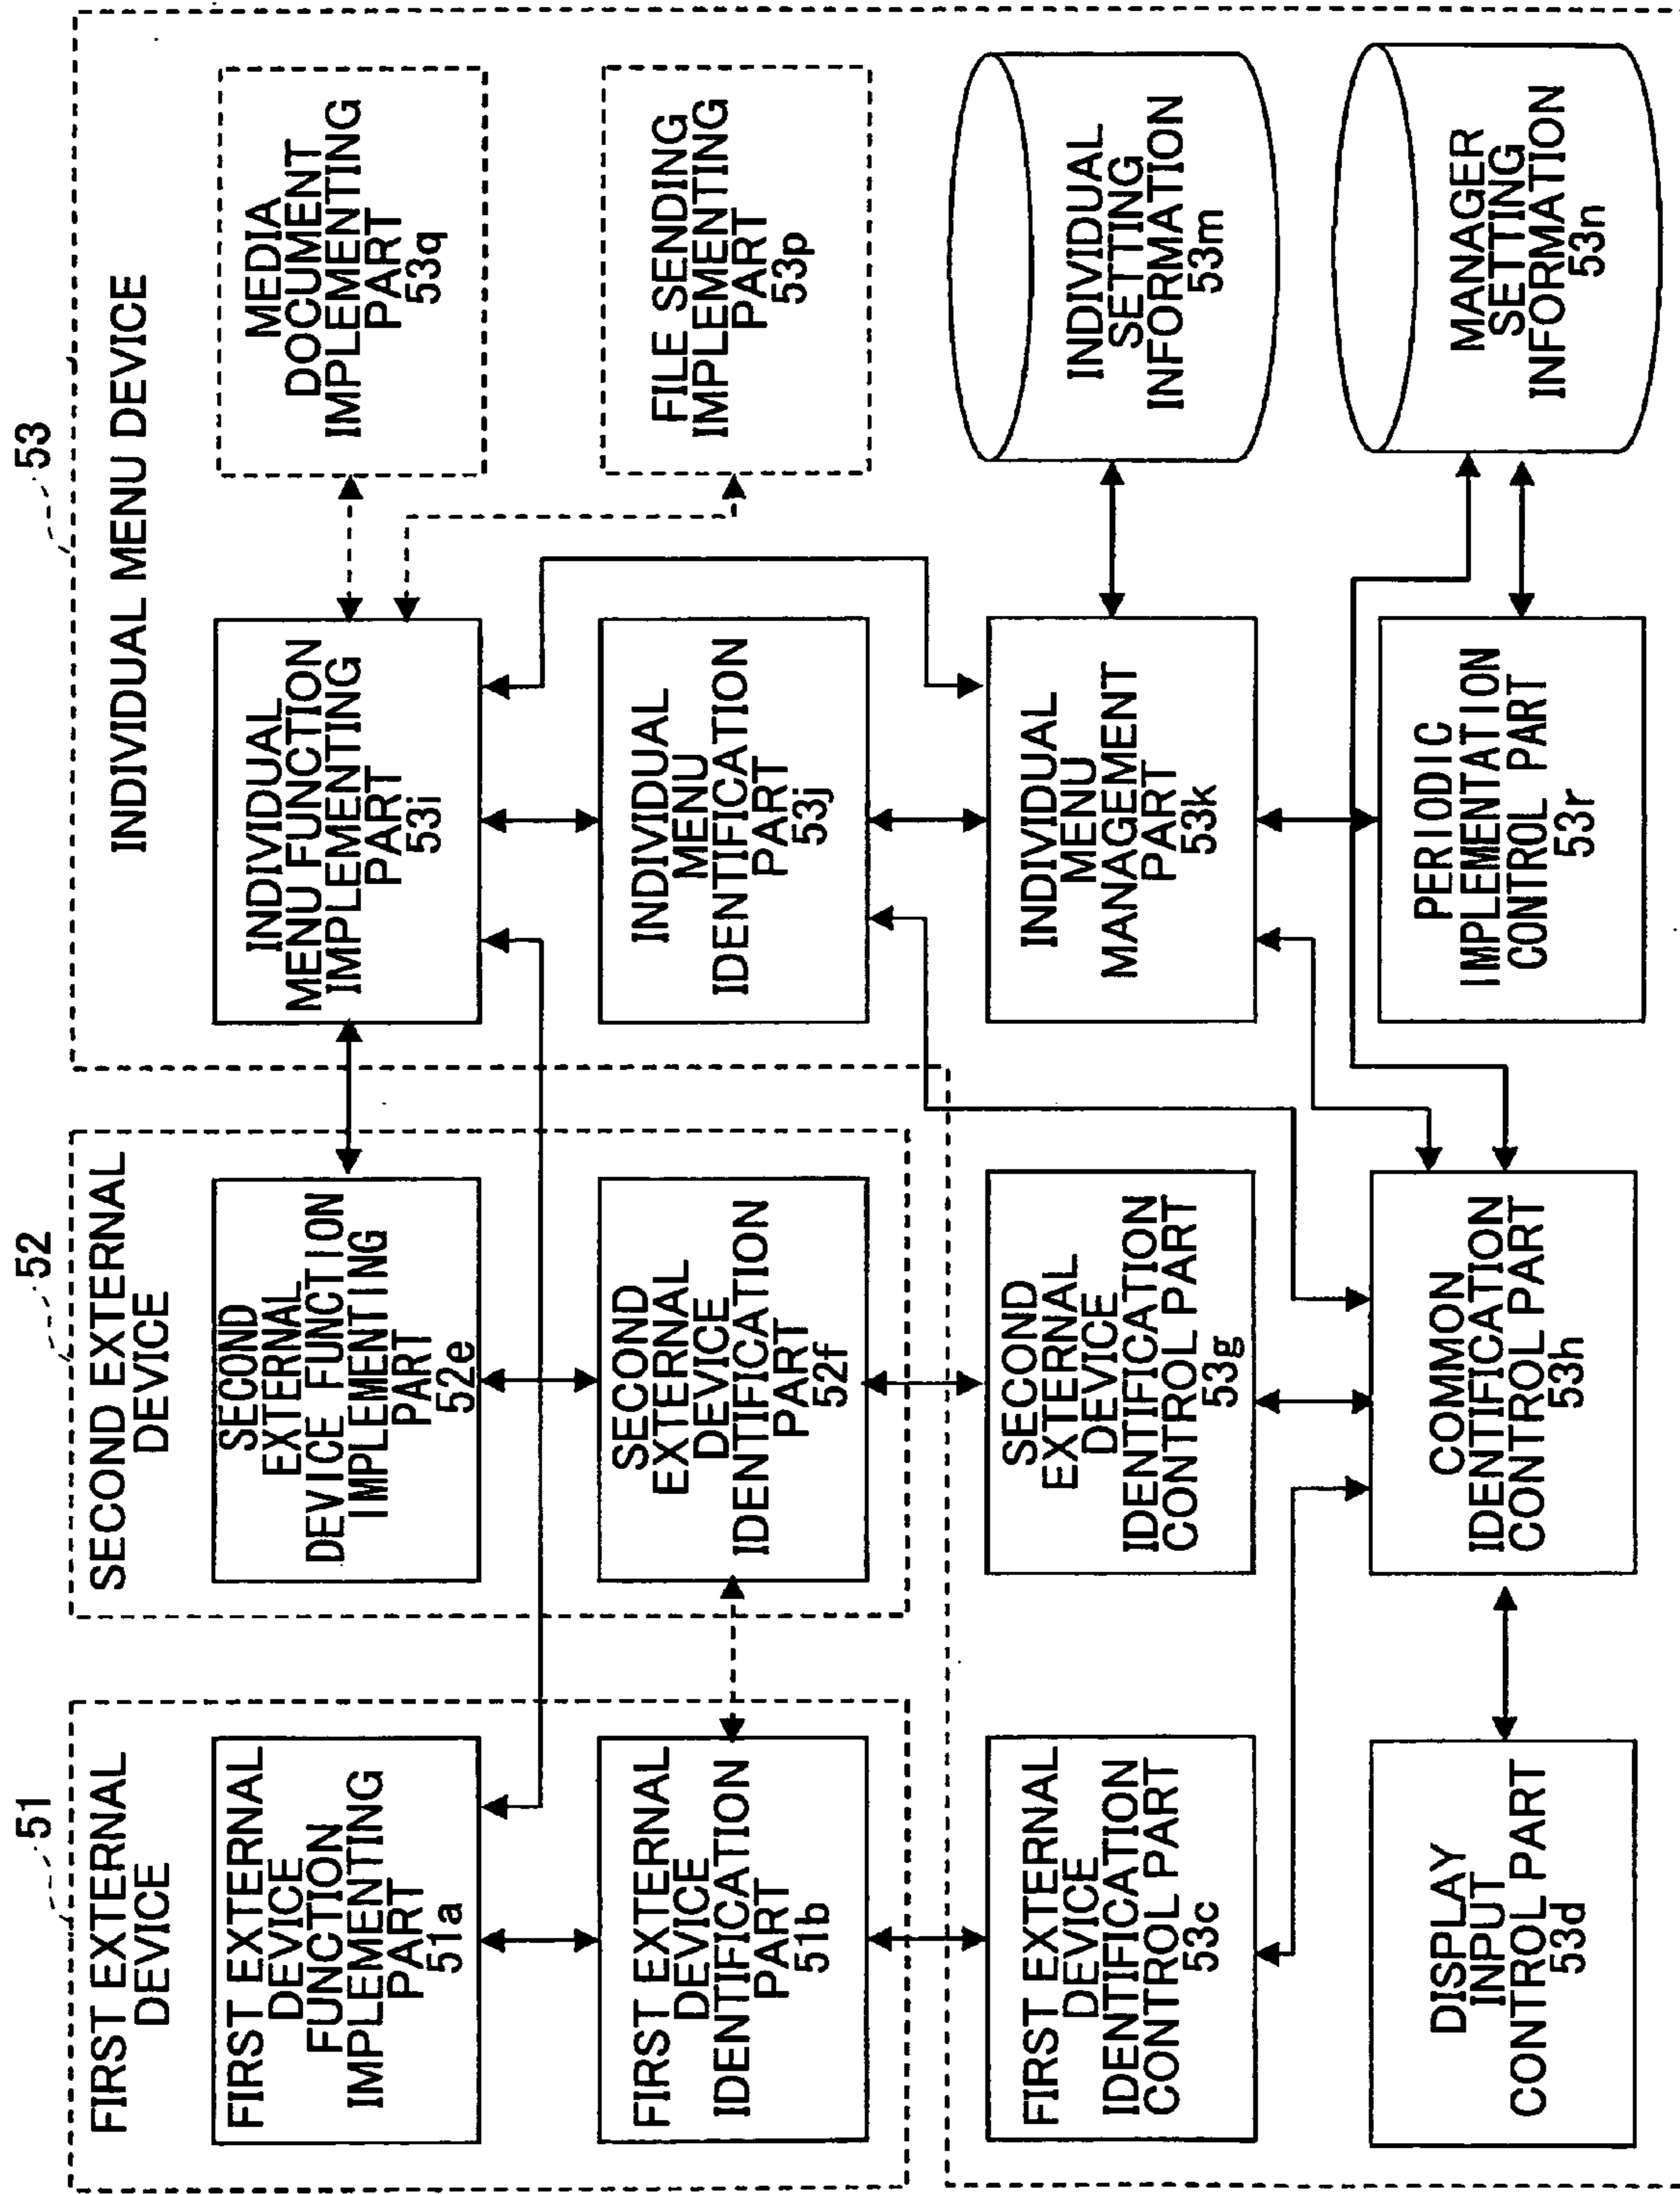 51
FIRST EXTERNAL
DEVICE
FIRST EXTERNAL
DEVICE
FUNCTION
IMPLEMENTING
PART
51a
FIRST EXTERNAL
DEVICE
IDENTIFICATION
PART
51b
52
SECOND EXTERNAL
DEVICE
SECOND
EXTERNAL
DEVICE FUNCTION
IMPLEMENTING
PART
52e
SECOND
EXTERNAL
DEVICE
IDENTIFICATION
PART
52f
53
INDIVIDUAL MENU DEVICE
INDIVIDUAL
MENU FUNCTION
IMPLEMENTING
PART
53i
MEDIA
DOCUMENT
IMPLEMENTING
PART
53q
INDIVIDUAL
MENU
IDENTIFICATION
PART
53j
FILE SENDING
IMPLEMENTING
PART
53p
FIRST EXTERNAL
DEVICE
IDENTIFICATION
CONTROL PART
53c
SECOND
EXTERNAL
DEVICE
IDENTIFICATION
CONTROL PART
53g
INDIVIDUAL
MENU
MANAGEMENT
PART
53k
INDIVIDUAL
SETTING
INFORMATION
53m
DISPLAY
INPUT
CONTROL PART
53d
COMMON
IDENTIFICATION
CONTROL PART
53h
PERIODIC
IMPLEMENTATION
CONTROL PART
53r
MANAGER
SETTING
INFORMATION
53n